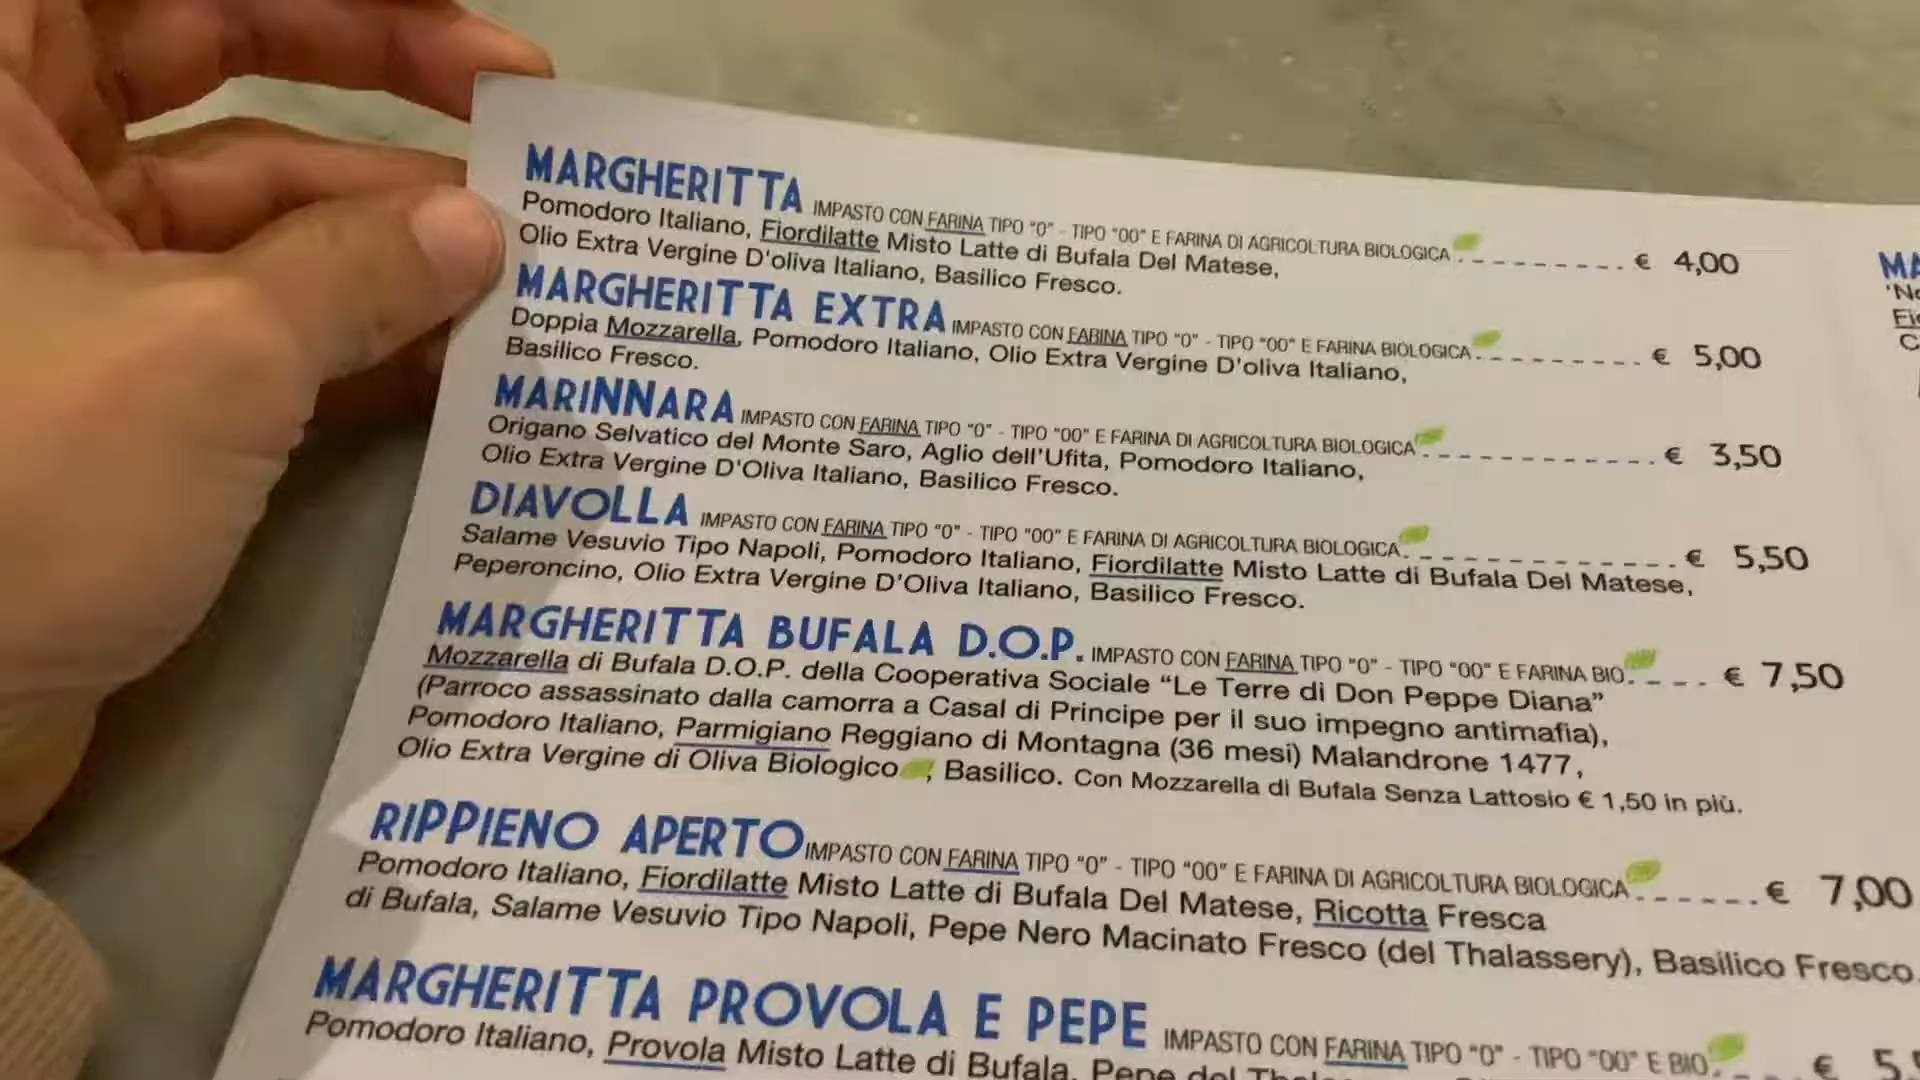 MARGHERITTA IMPASTO CON FARINA TIPO "0" - TIPO "00" E FARINA DI AGRICOLTURA BIOLOGICA € 4,00
Pomodoro Italiano, Fiordilatte Misto Latte di Bufala Del Matese,
Olio Extra Vergine D'oliva Italiano, Basilico Fresco.
MARGHERITTA EXTRA IMPASTO CON FARINA TIPO "0" - TIPO "00" E FARINA BIOLOGICA € 5,00
Doppia Mozzarella, Pomodoro Italiano, Olio Extra Vergine D'oliva Italiano,
Basilico Fresco.
MARINNARA IMPASTO CON FARINA TIPO "0" - TIPO "00" E FARINA DI AGRICOLTURA BIOLOGICA € 3,50
Origano Selvatico del Monte Saro, Aglio dell'Ufita, Pomodoro Italiano,
Olio Extra Vergine D'Oliva Italiano, Basilico Fresco.
DIAVOLLA IMPASTO CON FARINA TIPO "0" - TIPO "00" E FARINA DI AGRICOLTURA BIOLOGICA € 5,50
Salame Vesuvio Tipo Napoli, Pomodoro Italiano, Fiordilatte Misto Latte di Bufala Del Matese,
Peperoncino, Olio Extra Vergine D'Oliva Italiano, Basilico Fresco.
MARGHERITTA BUFALA D.O.P. IMPASTO CON FARINA TIPO "0" - TIPO "00" E FARINA BIO € 7,50
Mozzarella di Bufala D.O.P. della Cooperativa Sociale "Le Terre di Don Peppe Diana"
(Parroco assassinato dalla camorra a Casal di Principe per il suo impegno antimafia),
Pomodoro Italiano, Parmigiano Reggiano di Montagna (36 mesi) Malandrone 1477,
Olio Extra Vergine di Oliva Biologico, Basilico. Con Mozzarella di Bufala Senza Lattosio € 1,50 in più.
RIPPIENO APERTO IMPASTO CON FARINA TIPO "0" - TIPO "00" E FARINA DI AGRICOLTURA BIOLOGICA € 7,00
Pomodoro Italiano, Fiordilatte Misto Latte di Bufala Del Matese, Ricotta Fresca
di Bufala, Salame Vesuvio Tipo Napoli, Pepe Nero Macinato Fresco (del Thalassery), Basilico Fresco.
MARGHERITTA PROVOLA E PEPE IMPASTO CON FARINA TIPO "0" - TIPO "00" E BIO €
Pomodoro Italiano, Provola Misto Latte di Bufala, Pepe del